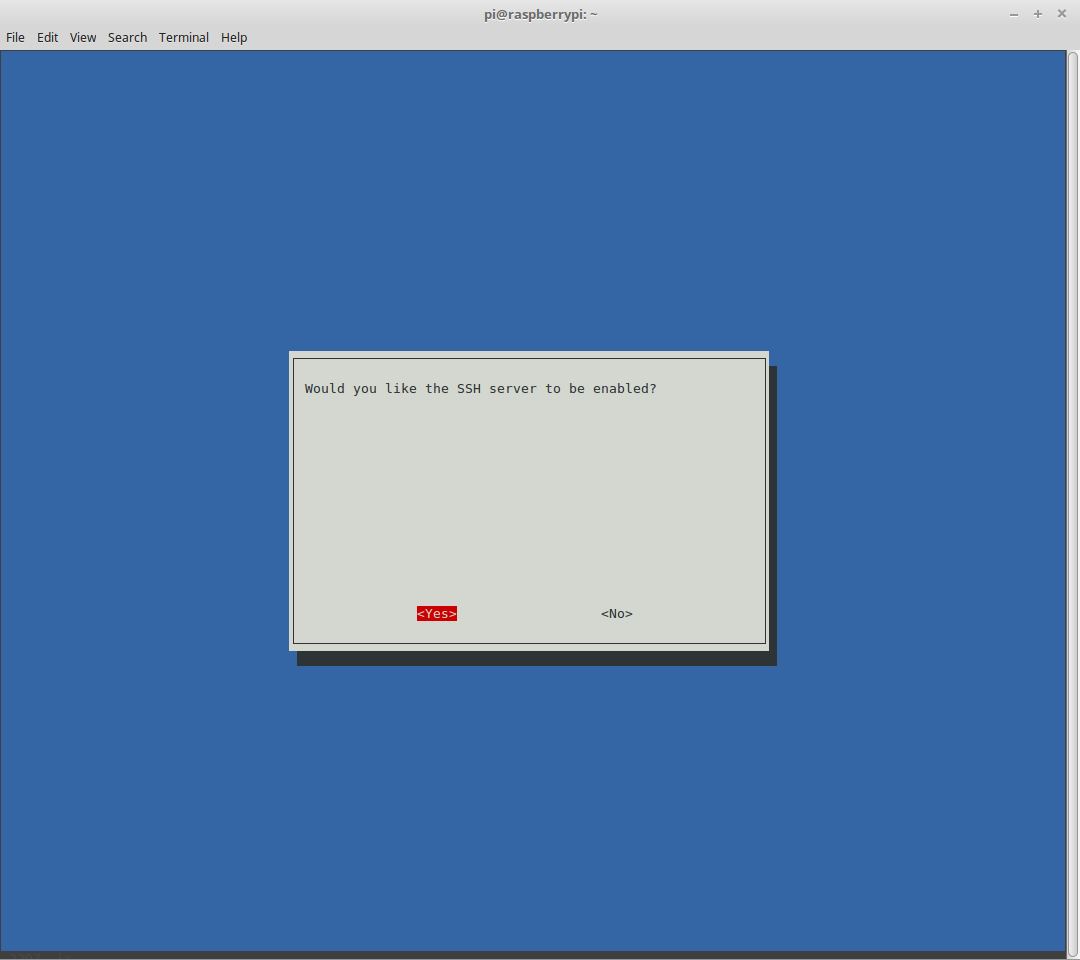 pi@raspberrypi: ~
File Edit View Search Terminal Help
Would you like the SSH server to be enabled?
<Yes> <No>